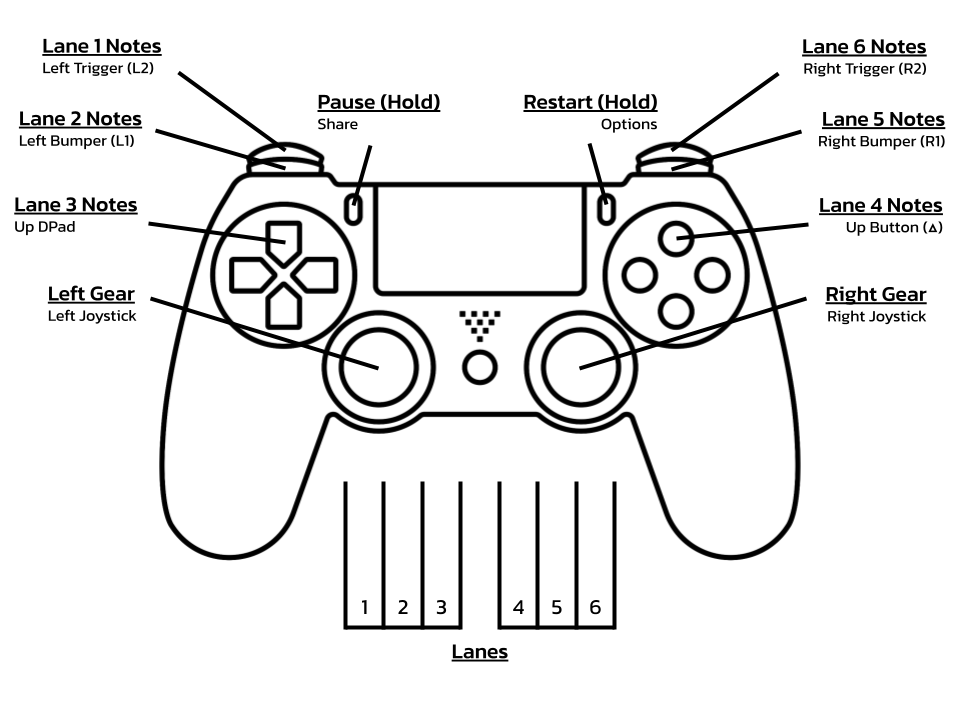 Lane 1 Notes
Left Trigger (L2)
Lane 6 Notes
Right Trigger (R2)
Pause (Hold)
Share
Restart (Hold)
Options
Lane 2 Notes
Left Bumper (L1)
Lane 5 Notes
Right Bumper (R1)
Lane 3 Notes
Up DPad
Lane 4 Notes
Up Button (△)
Left Gear
Left Joystick
Right Gear
Right Joystick
1 2 3 4 5 6
Lanes